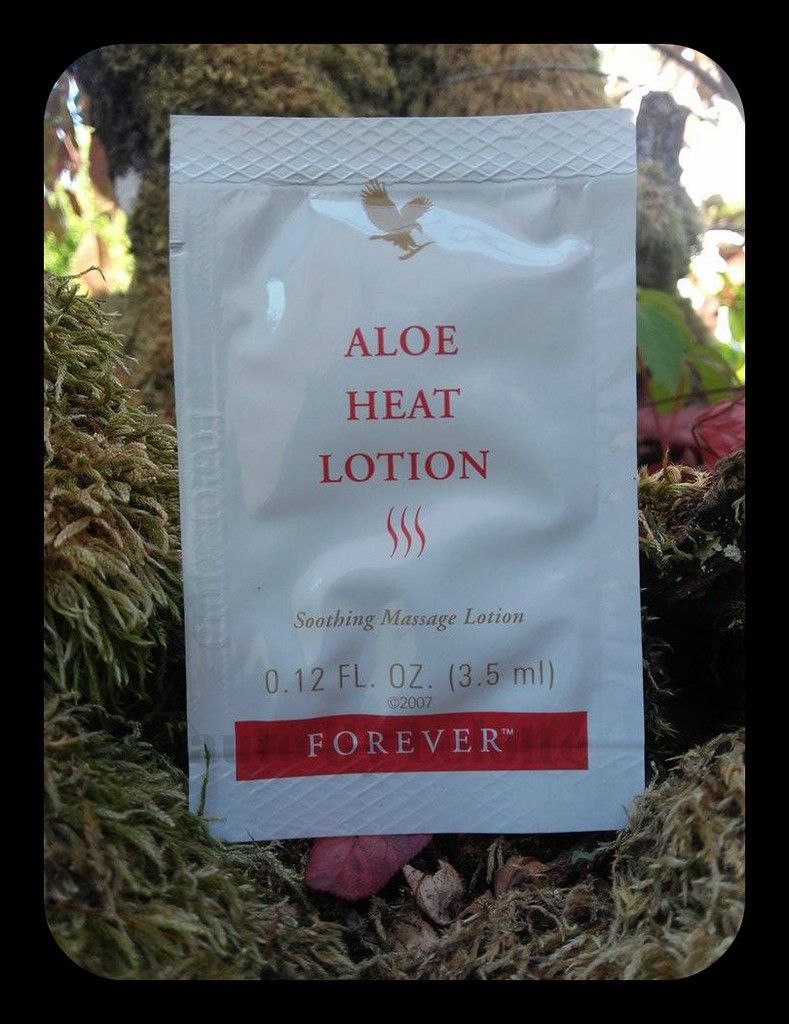 ALOE
HEAT
LOTION
Soothing Massage Lotion
0.12 FL. OZ. (3.5 ml)
©2007
FOREVER™